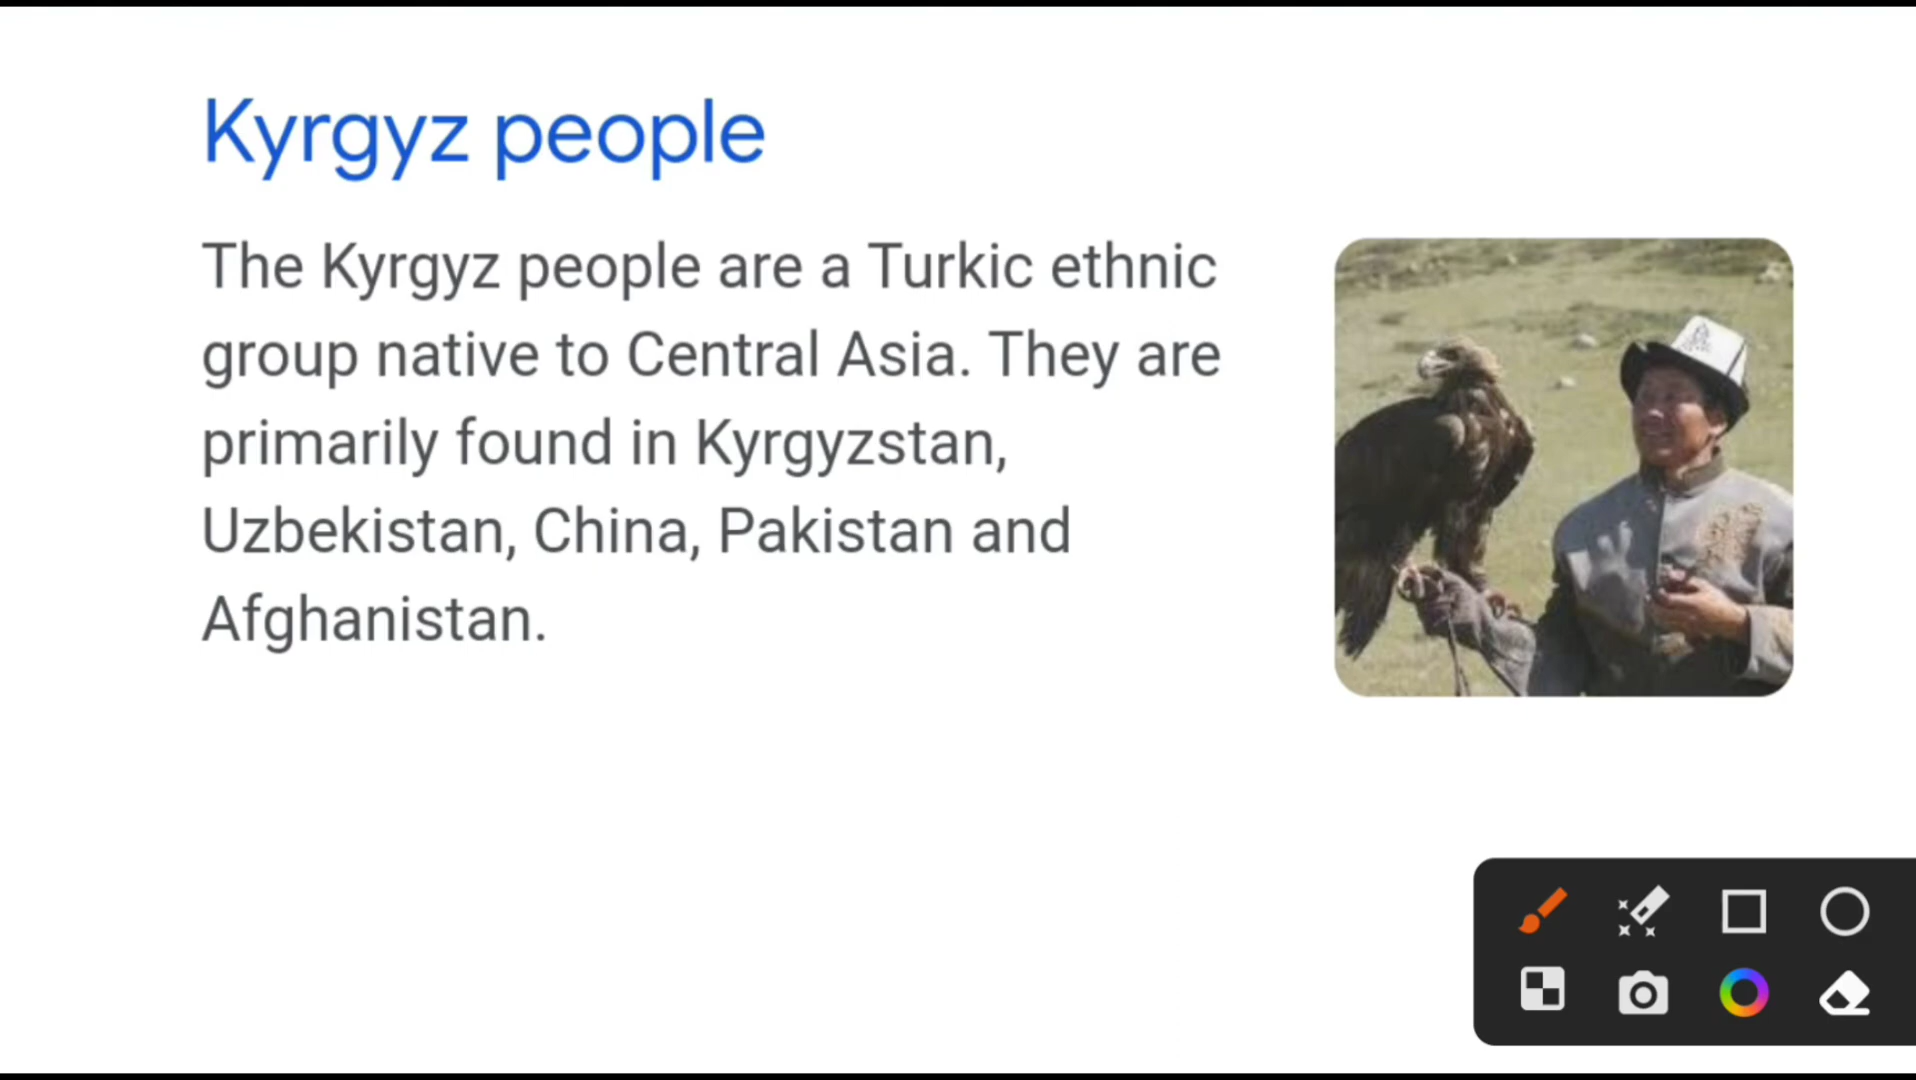 Kyrgyz people
The Kyrgyz people are a Turkic ethnic
group native to Central Asia. They are
primarily found in Kyrgyzstan,
Uzbekistan, China, Pakistan and
Afghanistan.